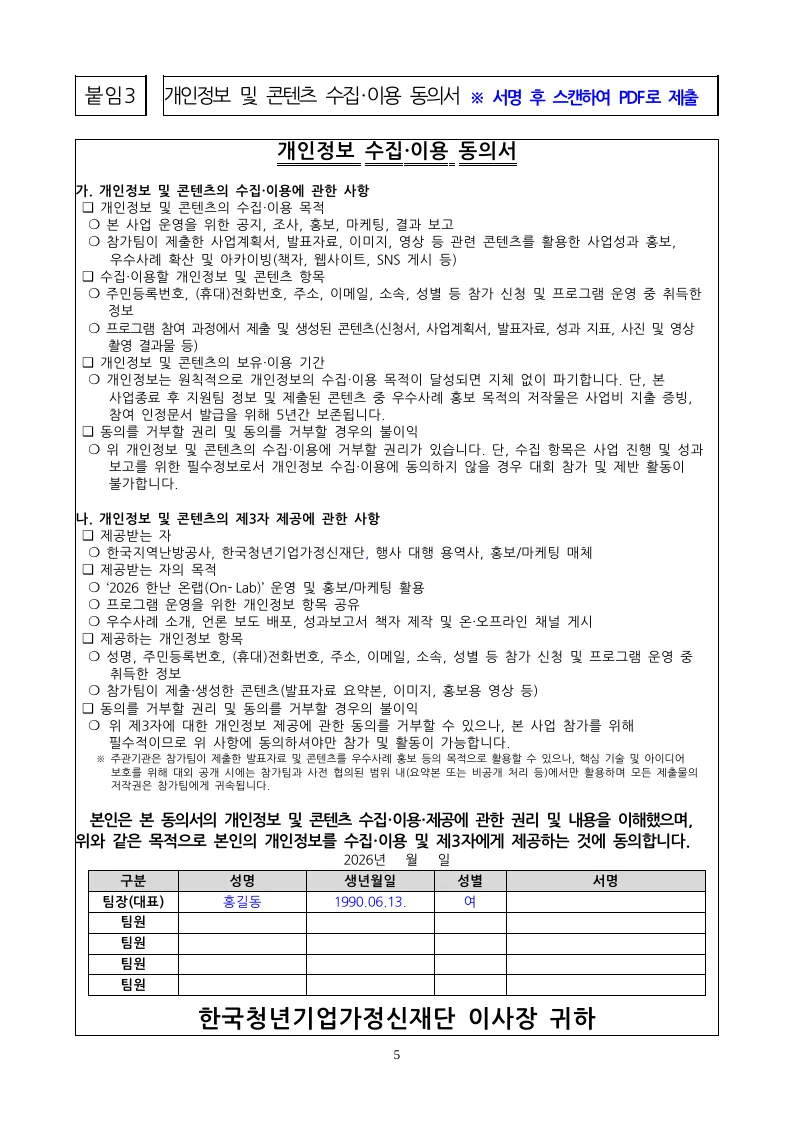 붙임3
개인정보 및 콘텐츠 수집·이용 동의서 ※ 서명 후 스캔하여 PDF로 제출
개인정보 수집·이용 동의서
가. 개인정보 및 콘텐츠의 수집·이용에 관한 사항
❑ 개인정보 및 콘텐츠의 수집·이용 목적
❍ 본 사업 운영을 위한 공지, 조사, 홍보, 마케팅, 결과 보고
❍ 참가팀이 제출한 사업계획서, 발표자료, 이미지, 영상 등 관련 콘텐츠를 활용한 사업성과 홍보,
우수사례 확산 및 아카이빙(책자, 웹사이트, SNS 게시 등)
❑ 수집·이용할 개인정보 및 콘텐츠 항목
❍ 주민등록번호, (휴대)전화번호, 주소, 이메일, 소속, 성별 등 참가 신청 및 프로그램 운영 중 취득한
정보
❍ 프로그램 참여 과정에서 제출 및 생성된 콘텐츠(신청서, 사업계획서, 발표자료, 성과 지표, 사진 및 영상
촬영 결과물 등)
❑ 개인정보 및 콘텐츠의 보유·이용 기간
❍ 개인정보는 원칙적으로 개인정보의 수집·이용 목적이 달성되면 지체 없이 파기합니다. 단, 본
사업종료 후 지원팀 정보 및 제출된 콘텐츠 중 우수사례 홍보 목적의 저작물은 사업비 지출 증빙,
참여 인정문서 발급을 위해 5년간 보존됩니다.
❑ 동의를 거부할 권리 및 동의를 거부할 경우의 불이익
❍ 위 개인정보 및 콘텐츠의 수집·이용에 거부할 권리가 있습니다. 단, 수집 항목은 사업 진행 및 성과
보고를 위한 필수정보로서 개인정보 수집·이용에 동의하지 않을 경우 대회 참가 및 제반 활동이
불가합니다.
나. 개인정보 및 콘텐츠의 제3자 제공에 관한 사항
❑ 제공받는 자
❍ 한국지역난방공사, 한국청년기업가정신재단, 행사 대행 용역사, 홍보/마케팅 매체
❑ 제공받는 자의 목적
❍ ‘2026 한난 온랩(On-Lab)’ 운영 및 홍보/마케팅 활용
❍ 프로그램 운영을 위한 개인정보 항목 공유
❍ 우수사례 소개, 언론 보도 배포, 성과보고서 책자 제작 및 온·오프라인 채널 게시
❑ 제공하는 개인정보 항목
❍ 성명, 주민등록번호, (휴대)전화번호, 주소, 이메일, 소속, 성별 등 참가 신청 및 프로그램 운영 중
취득한 정보
❍ 참가팀이 제출·생성한 콘텐츠(발표자료 요약본, 이미지, 홍보용 영상 등)
❑ 동의를 거부할 권리 및 동의를 거부할 경우의 불이익
❍ 위 제3자에 대한 개인정보 제공에 관한 동의를 거부할 수 있으나, 본 사업 참가를 위해
필수적이므로 위 사항에 동의하셔야만 참가 및 활동이 가능합니다.
※ 주관기관은 참가팀이 제출한 발표자료 및 콘텐츠를 우수사례 홍보 등의 목적으로 활용할 수 있으나, 핵심 기술 및 아이디어
보호를 위해 대외 공개 시에는 참가팀과 사전 협의된 범위 내(요약본 또는 비공개 처리 등)에서만 활용하며 모든 제출물의
저작권은 참가팀에게 귀속됩니다.
본인은 본 동의서의 개인정보 및 콘텐츠 수집·이용·제공에 관한 권리 및 내용을 이해했으며,
위와 같은 목적으로 본인의 개인정보를 수집·이용 및 제3자에게 제공하는 것에 동의합니다.
2026년 월 일
구분 성명 생년월일 성별 서명
팀장(대표) 홍길동 1990.06.13. 여
팀원
팀원
팀원
팀원
한국청년기업가정신재단 이사장 귀하
5